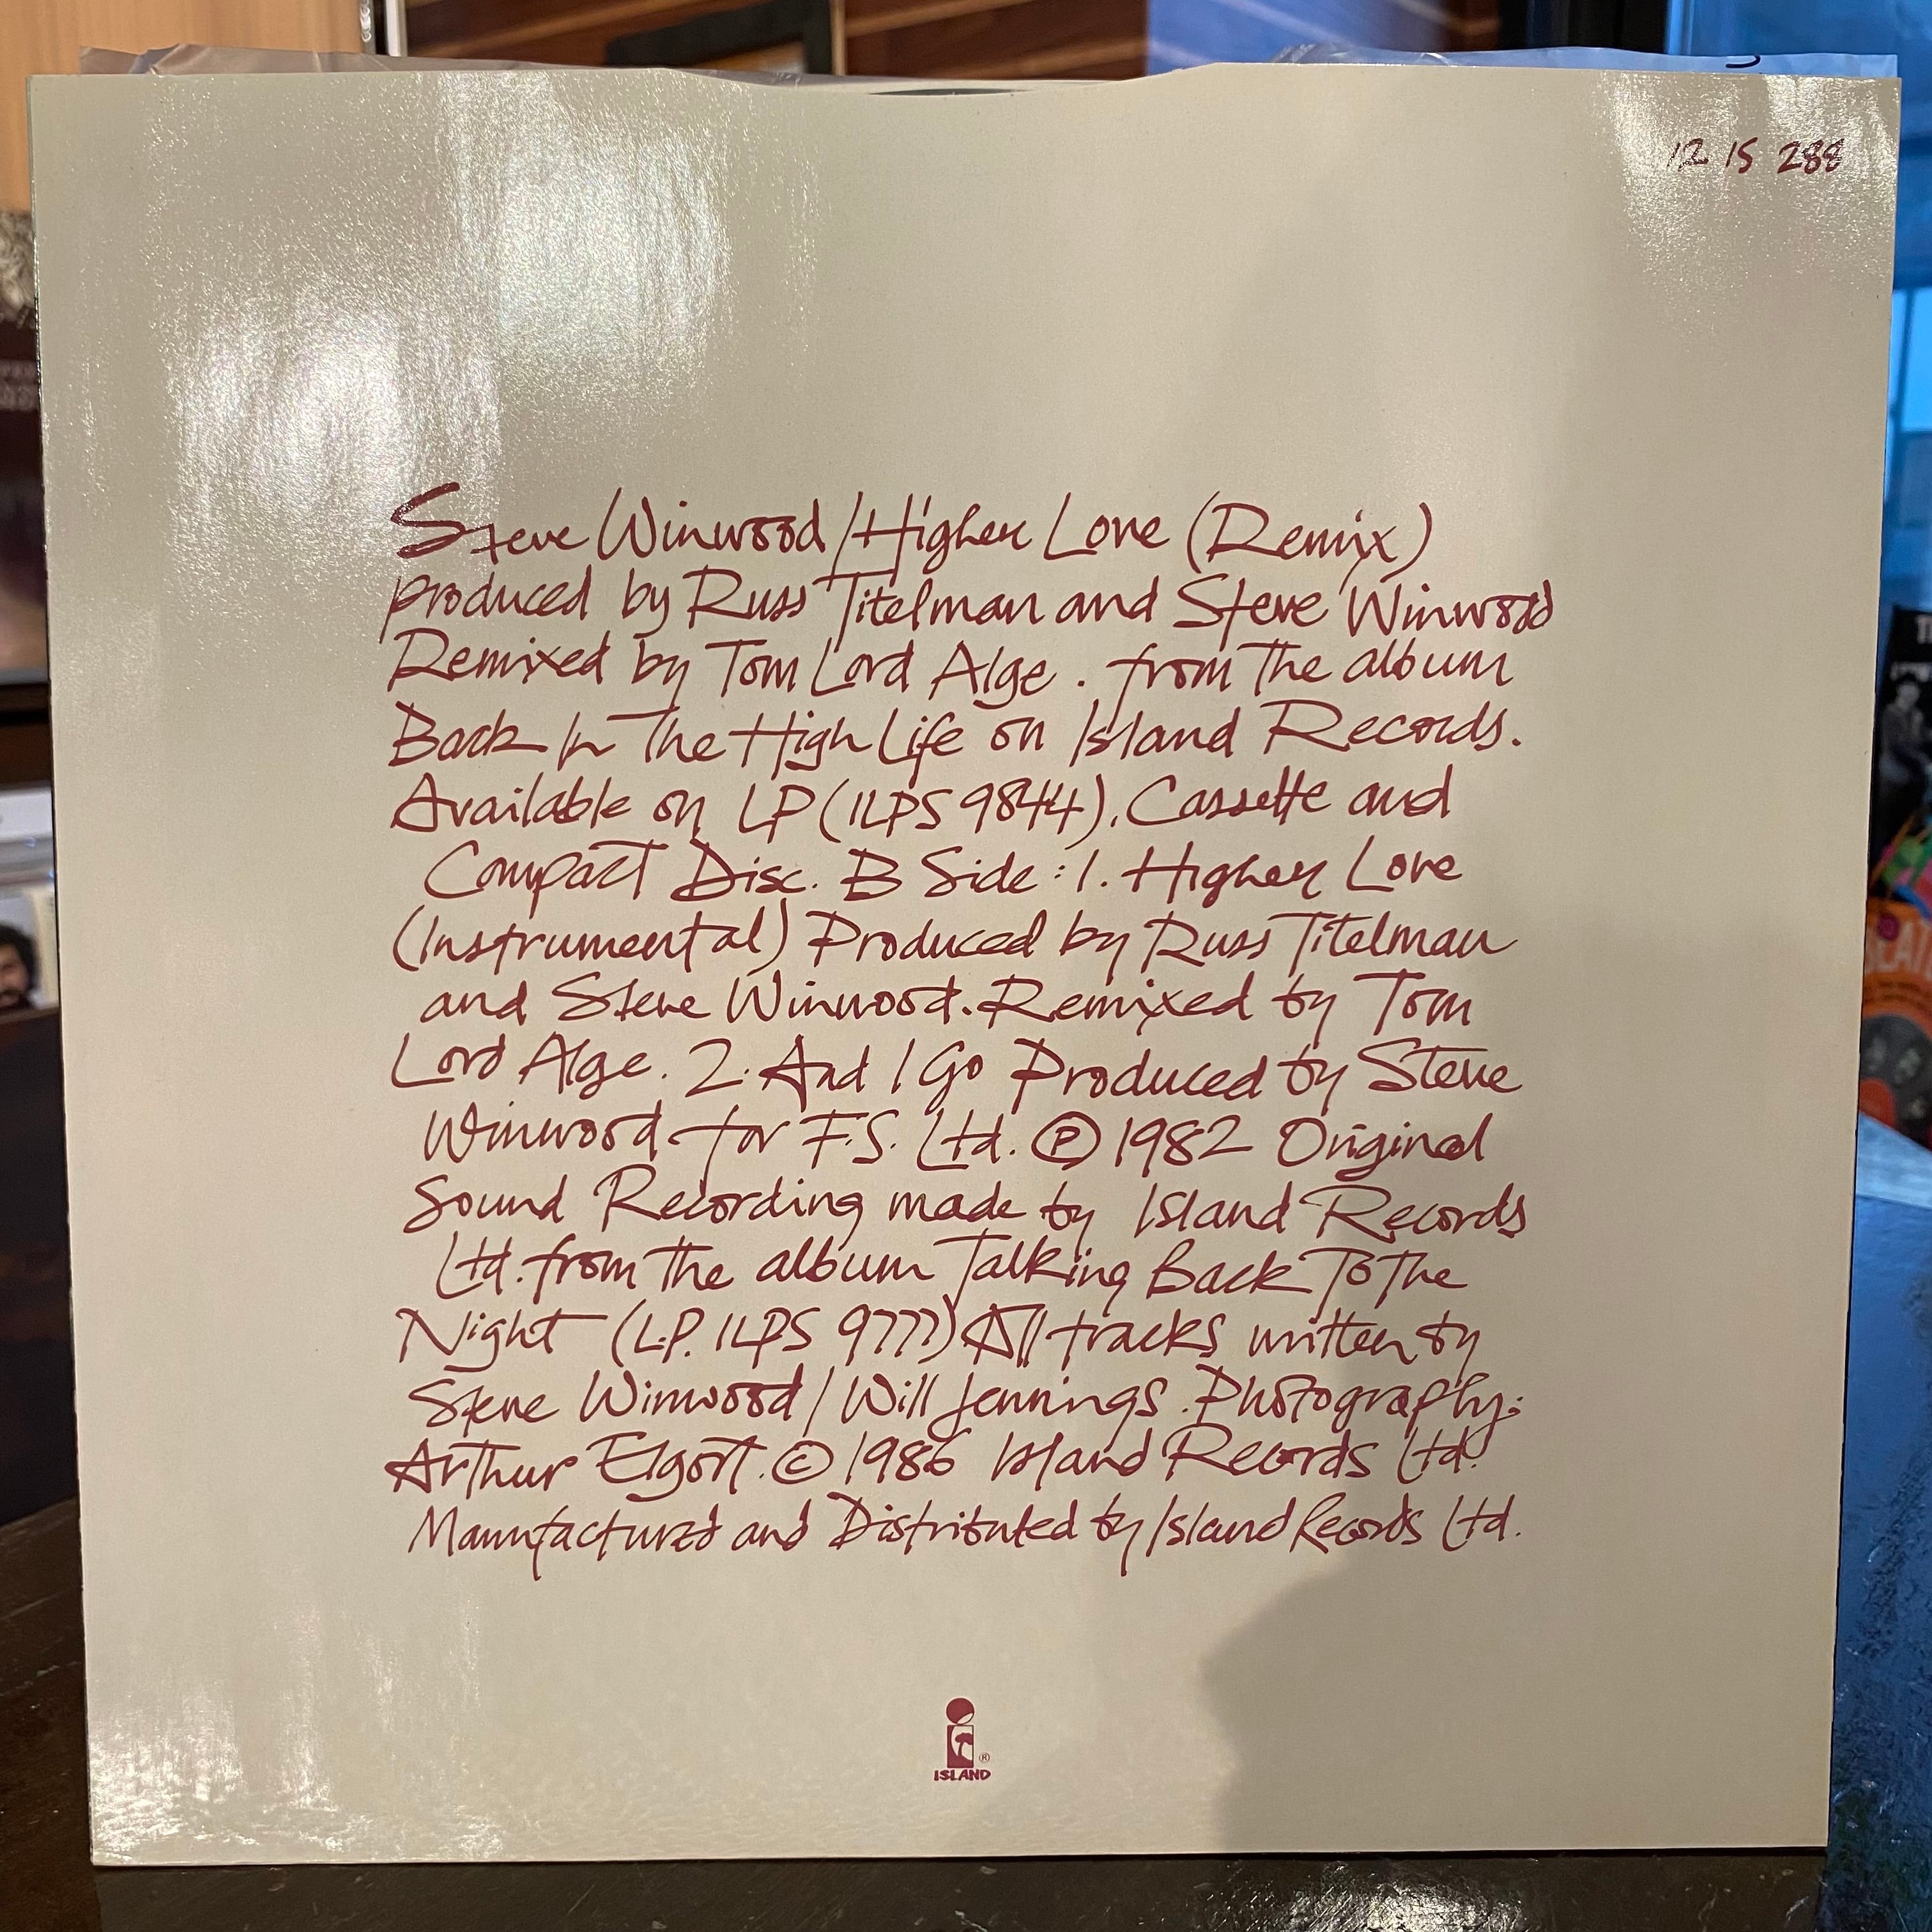 12 IS 288
Steve Winwood/Higher Love (Remix)
produced by Russ Titelman and Steve Winwood
Remixed by Tom Lord Alge. from The album
Back In The High Life on Island Records.
Available on LP (ILPS 9844), Cassette and
Compact Disc. B Side: 1. Higher Love
(Instrumental) Produced by Russ Titelman
and Steve Winwood. Remixed by Tom
Lord Alge. 2. And I Go Produced by Steve
Winwood for F.S. Ltd. Ⓟ 1982 Original
Sound Recording made by Island Records
Ltd. from The album Talking Back To The
Night (L.P. ILPS 9777) All tracks written by
Steve Winwood / Will Jennings. Photography:
Arthur Elgort. © 1986 Island Records Ltd.
Manufactured and Distributed by Island Records Ltd.
®
ISLAND